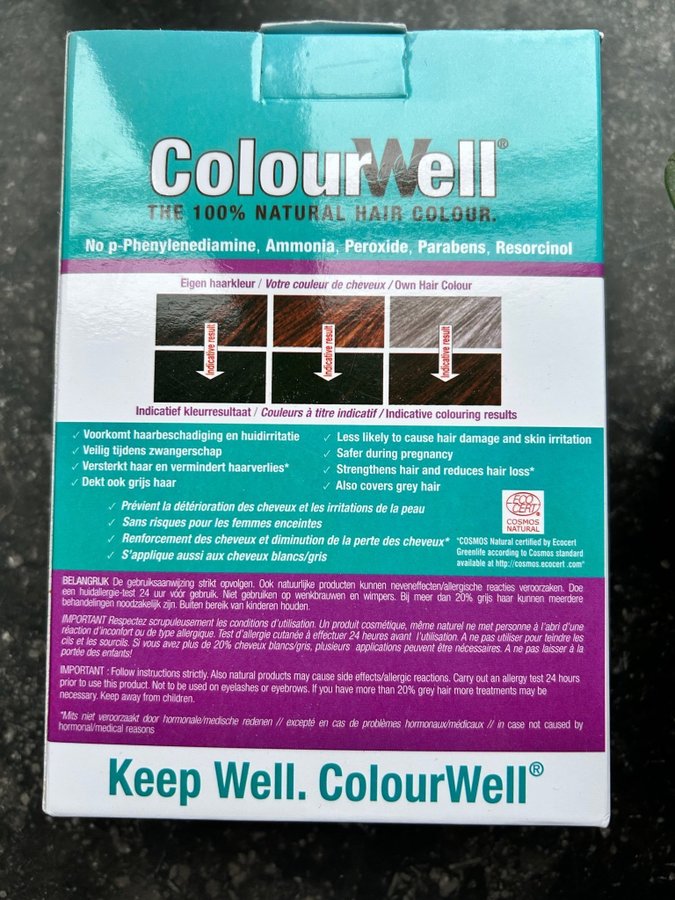 ColourWell®
THE 100% NATURAL HAIR COLOUR.
No p-Phenylenediamine, Ammonia, Peroxide, Parabens, Resorcinol
Eigen haarkleur / Votre couleur de cheveux / Own Hair Colour
Indicative result
Indicative result
Indicative result
Indicatief kleurresultaat / Couleurs à titre indicatif / Indicative colouring results
✓ Voorkomt haarbeschadiging en huidirritatie
✓ Veilig tijdens zwangerschap
✓ Versterkt haar en vermindert haarverlies*
✓ Dekt ook grijs haar
✓ Less likely to cause hair damage and skin irritation
✓ Safer during pregnancy
✓ Strengthens hair and reduces hair loss*
✓ Also covers grey hair
✓ Prévient la détérioration des cheveux et les irritations de la peau
✓ Sans risques pour les femmes enceintes
✓ Renforcement des cheveux et diminution de la perte des cheveux*
✓ S'applique aussi aux cheveux blancs/gris
ECO
CERT
COSMOS
NATURAL
*COSMOS Natural certified by Ecocert
Greenlife according to Cosmos standard
available at http://cosmos.ecocert .com"
BELANGRIJK De gebruiksaanwijzing strikt opvolgen. Ook natuurlijke producten kunnen neveneffecten/allergische reacties veroorzaken. Doe
een huidallergie-test 24 uur vóór gebruik. Niet gebruiken op wenkbrauwen en wimpers. Bij meer dan 20% grijs haar kunnen meerdere
behandelingen noodzakelijk zijn. Buiten bereik van kinderen houden.
IMPORTANT Respectez scrupuleusement les conditions d'utilisation. Un produit cosmétique, même naturel ne met personne à l'abri d'une
réaction d'inconfort ou de type allergique. Test d'allergie cutanée à effectuer 24 heures avant l'utilisation. A ne pas utiliser pour teindre les
cils et les sourcils. Si vous avez plus de 20% cheveux blancs/gris, plusieurs applications peuvent être nécessaires. A ne pas laisser à la
portée des enfants!
IMPORTANT : Follow instructions strictly. Also natural products may cause side effects/allergic reactions. Carry out an allergy test 24 hours
prior to use this product. Not to be used on eyelashes or eyebrows. If you have more than 20% grey hair more treatments may be
necessary. Keep away from children.
*Mits niet veroorzaakt door hormonale/medische redenen // excepté en cas de problèmes hormonaux/médicaux // in case not caused by
hormonal/medical reasons
Keep Well. ColourWell®